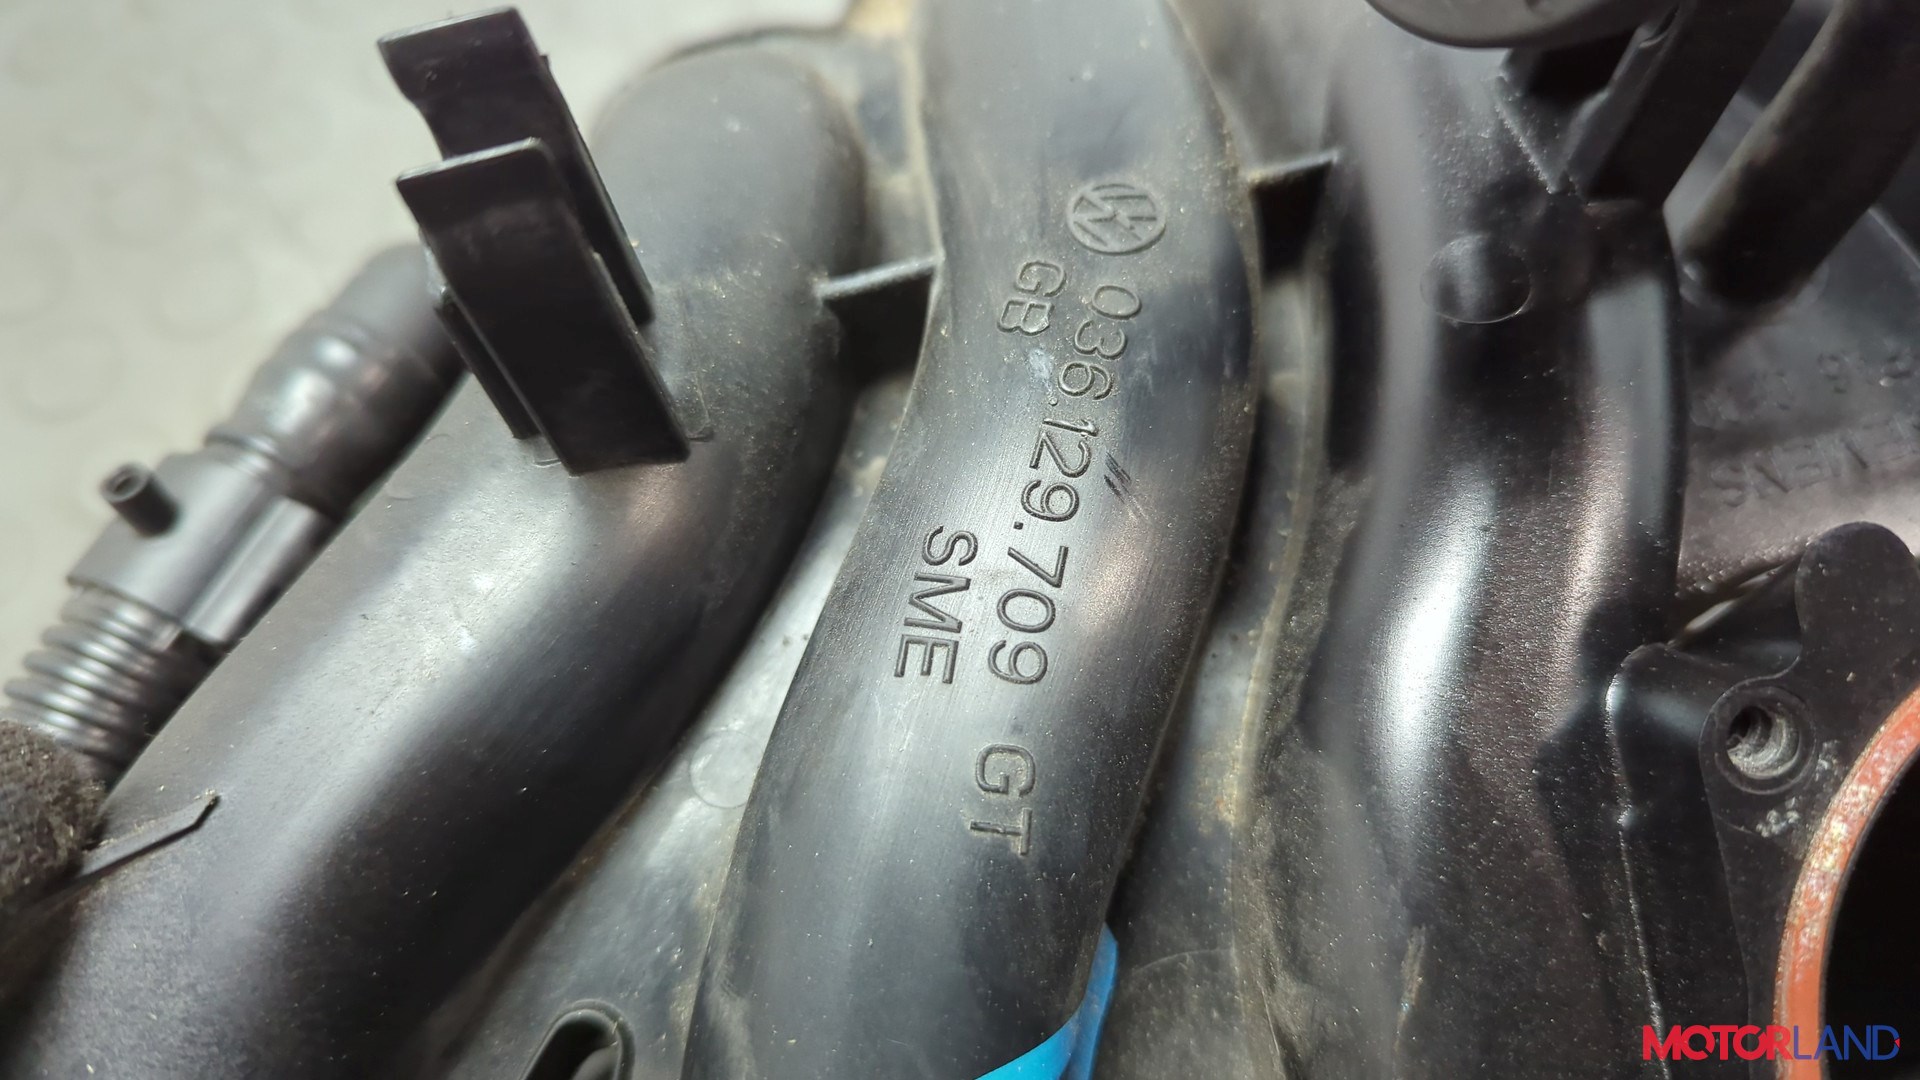 036.129.709 GT
GB
SME
MOTORLAND